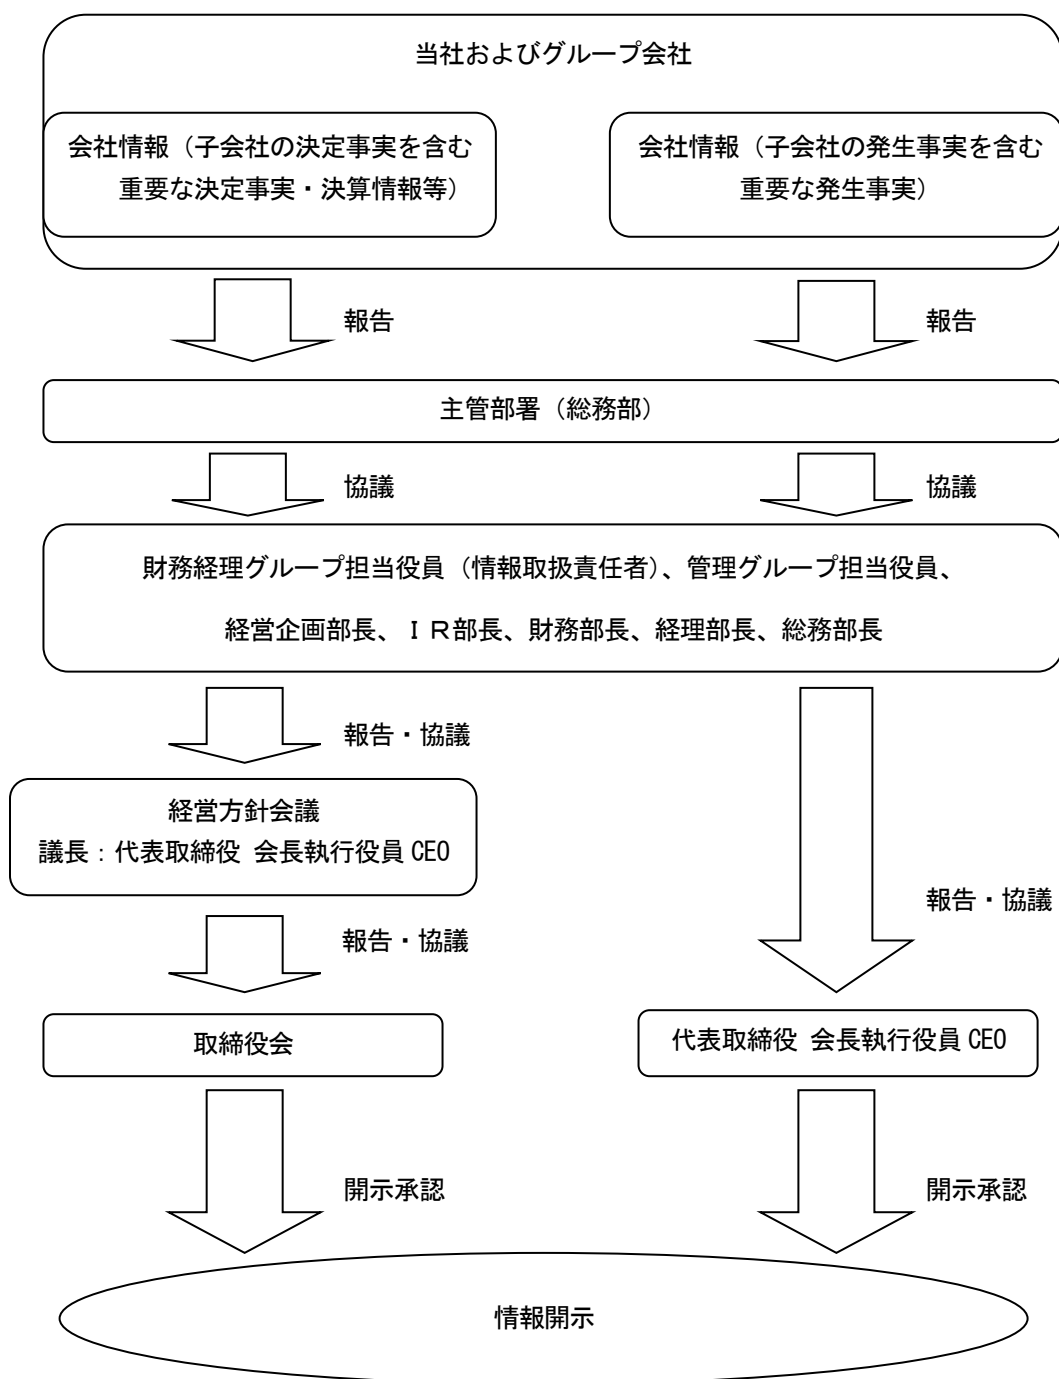 当社およびグループ会社
会社情報（子会社の決定事実を含む
重要な決定事実・決算情報等）
会社情報（子会社の発生事実を含む
重要な発生事実）
報告
報告
主管部署（総務部）
協議
協議
財務経理グループ担当役員（情報取扱責任者）、管理グループ担当役員、
経営企画部長、ＩＲ部長、財務部長、経理部長、総務部長
報告・協議
経営方針会議
議長：代表取締役 会長執行役員 CEO
報告・協議
報告・協議
取締役会
代表取締役 会長執行役員 CEO
開示承認
開示承認
情報開示